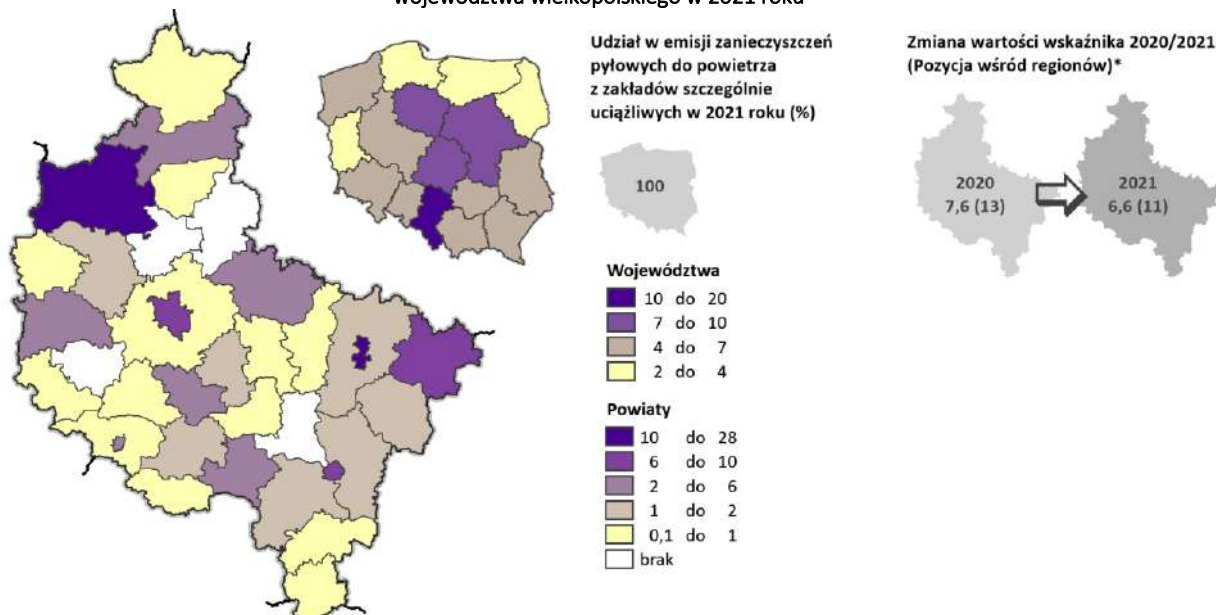 województwa wielkopolskiego w 2021 roku
Udział w emisji zanieczyszczeń
pyłowych do powietrza
z zakładów szczególnie
uciążliwych w 2021 roku (%)
100
Zmiana wartości wskaźnika 2020/2021
(Pozycja wśród regionów)*
2020
7,6 (13)
2021
6,6 (11)
Województwa
10 do 20
7 do 10
4 do 7
2 do 4
Powiaty
10 do 28
6 do 10
2 do 6
1 do 2
0,1 do 1
brak